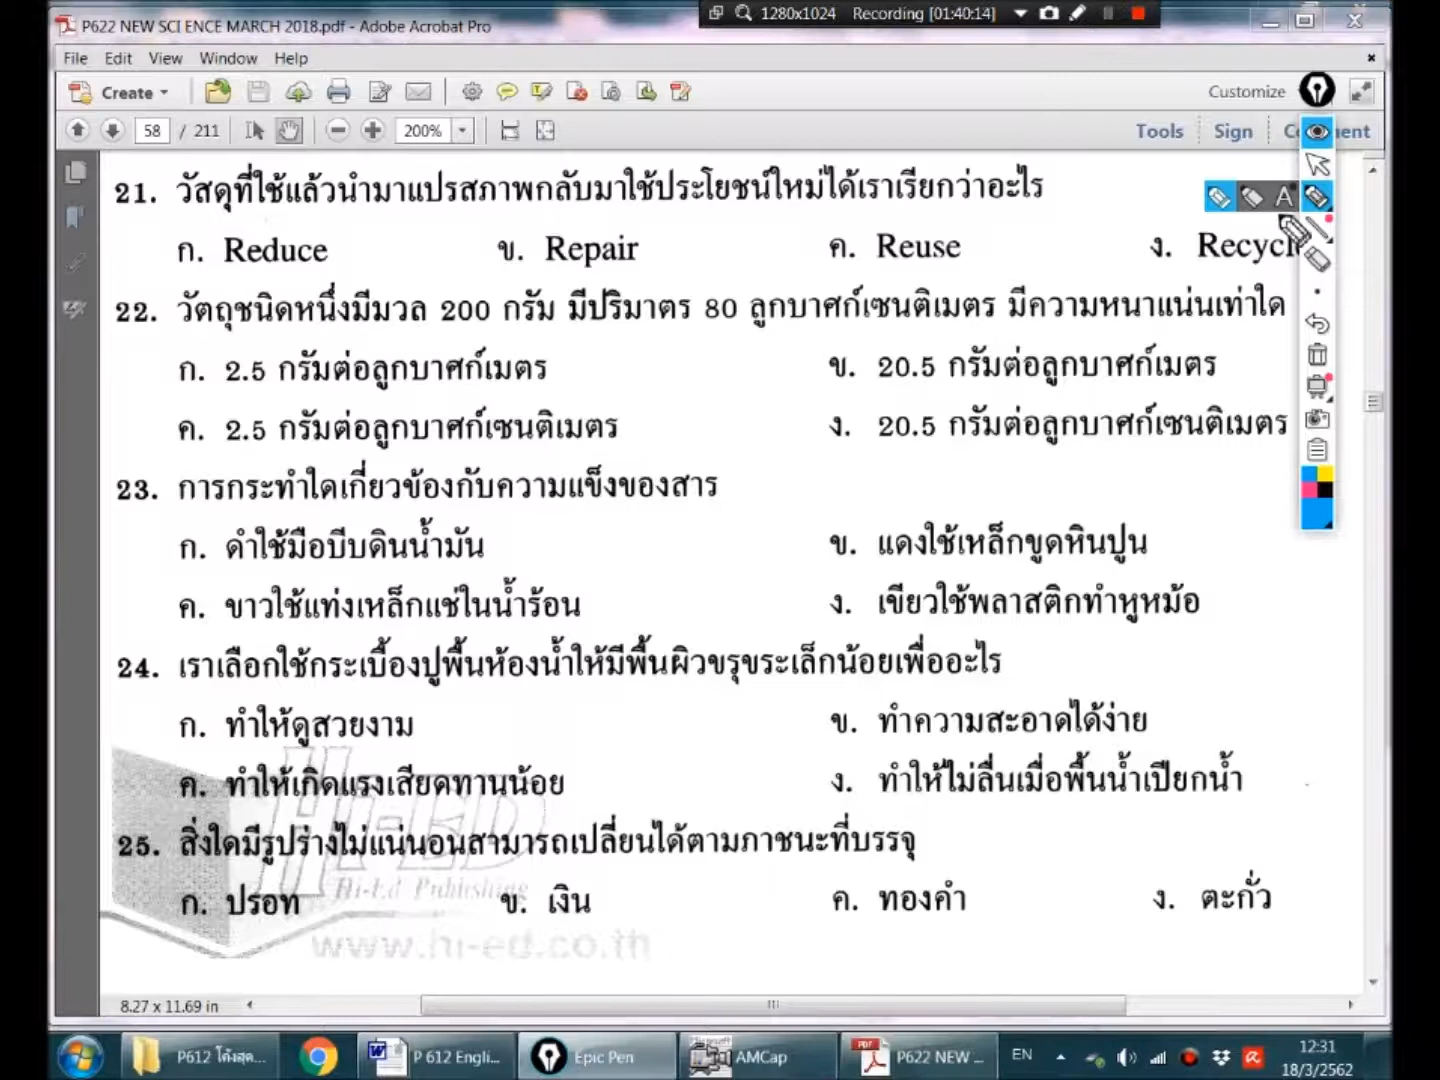 P622 NEW SCI ENCE MARCH 2018.pdf - Adobe Acrobat Pro
1280x1024 Recording [01:40:14]
File Edit View Window Help
Create Customize
58 / 211 200% Tools Sign
21. วัสดุที่ใช้แล้วนำมาแปรสภาพกลับมาใช้ประโยชน์ใหม่ได้เราเรียกว่าอะไร
ก. Reduce ข. Repair ค. Reuse ง. Recycle
22. วัตถุชนิดหนึ่งมีมวล 200 กรัม มีปริมาตร 80 ลูกบาศก์เซนติเมตร มีความหนาแน่นเท่าใด
ก. 2.5 กรัมต่อลูกบาศก์เมตร ข. 20.5 กรัมต่อลูกบาศก์เมตร
ค. 2.5 กรัมต่อลูกบาศก์เซนติเมตร ง. 20.5 กรัมต่อลูกบาศก์เซนติเมตร
23. การกระทำใดเกี่ยวข้องกับความแข็งของสาร
ก. ดำใช้มือบีบดินน้ำมัน ข. แดงใช้เหล็กขูดหินปูน
ค. ขาวใช้แท่งเหล็กแช่ในน้ำร้อน ง. เขียวใช้พลาสติกทำหูหม้อ
24. เราเลือกใช้กระเบื้องปูพื้นห้องน้ำให้มีพื้นผิวขรุขระเล็กน้อยเพื่ออะไร
ก. ทำให้ดูสวยงาม ข. ทำความสะอาดได้ง่าย
ค. ทำให้เกิดแรงเสียดทานน้อย ง. ทำให้ไม่ลื่นเมื่อพื้นน้ำเปียกน้ำ
25. สิ่งใดมีรูปร่างไม่แน่นอนสามารถเปลี่ยนได้ตามภาชนะที่บรรจุ
Hi-ED
Hi-Ed Publishing
ก. ปรอท ข. เงิน ค. ทองคำ ง. ตะกั่ว
www.hi-ed.co.th
8.27 x 11.69 in
P612 โค้งสุด... P 612 Engli... Epic Pen AMCap P622 NEW ... EN 12:31
18/3/2562